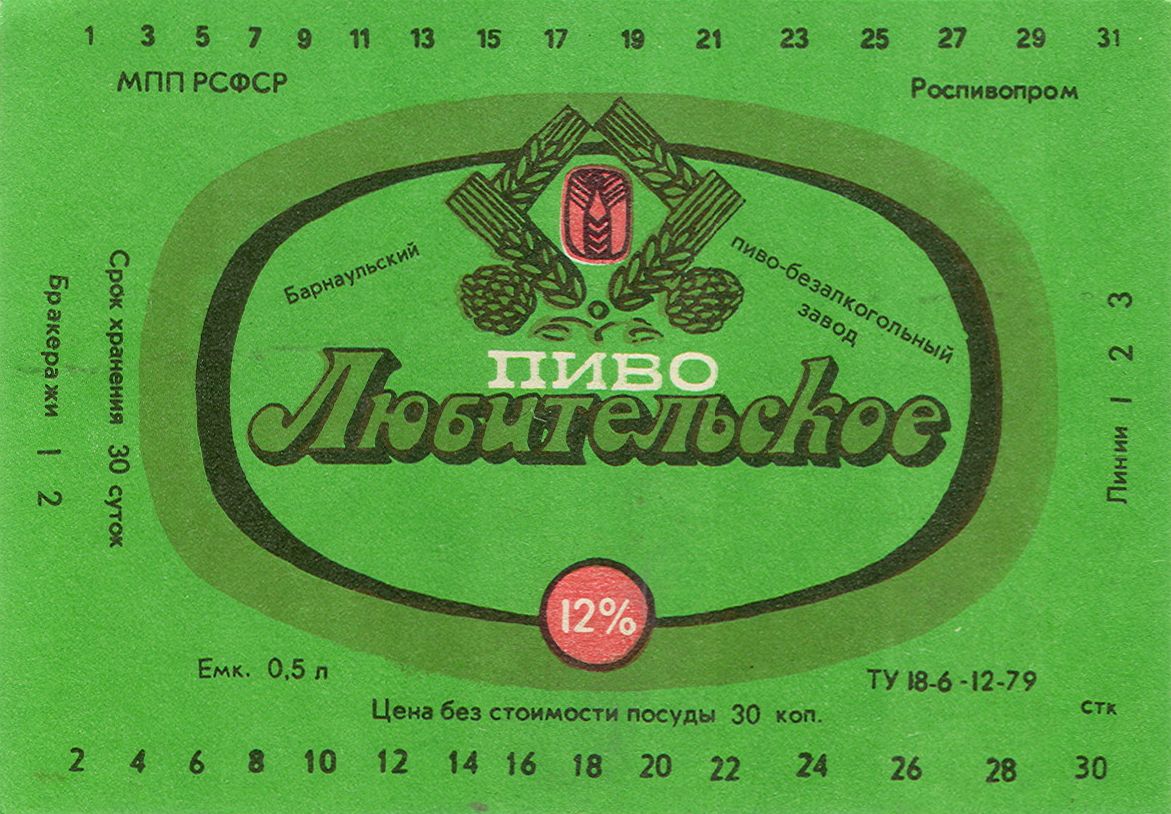 1 3 5 7 9 11 13 15 17 19 21 23 25 27 29 31
МПП РСФСР
Роспивопром
Барнаульский
пиво-безалкогольный
завод
ПИВО
Любительское
12%
Бракеражи 1 2
Срок хранения 30 суток
Линии 1 2 3
Емк. 0,5 л
ТУ 18-6-12-79
Цена без стоимости посуды 30 коп.
стк
2 4 6 8 10 12 14 16 18 20 22 24 26 28 30